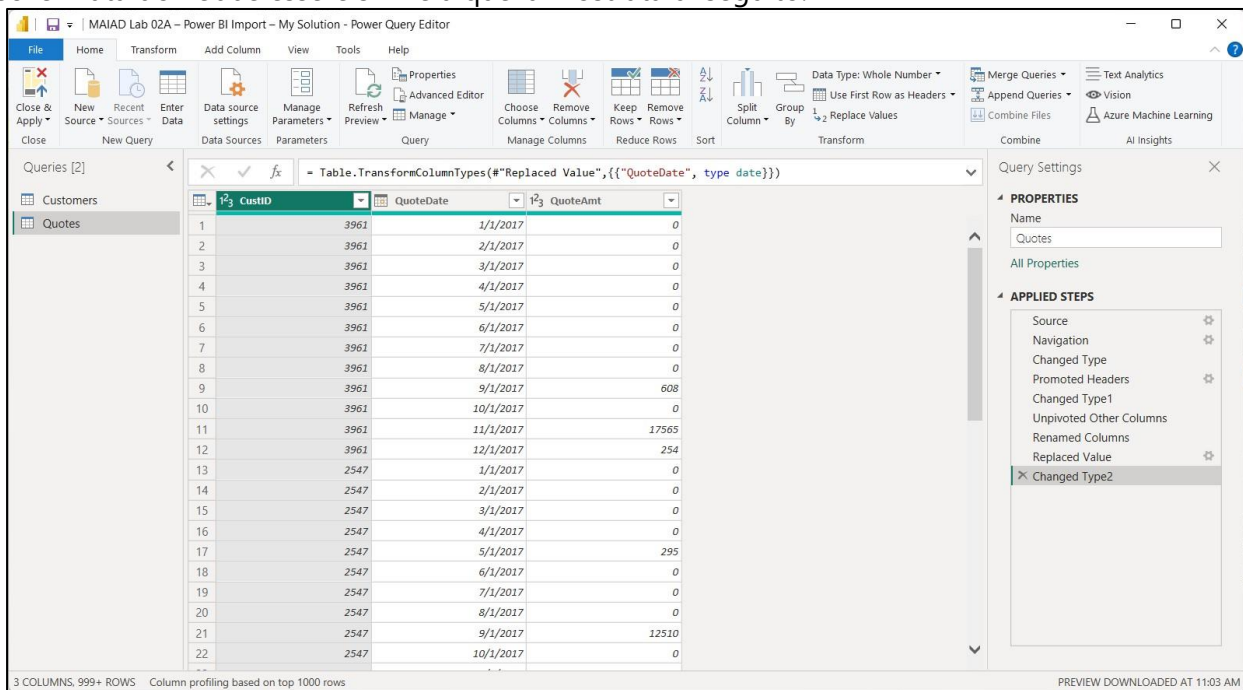 MAIAD Lab 02A – Power BI Import – My Solution - Power Query Editor
File Home Transform Add Column View Tools Help
Close & Apply
New Source
Recent Sources
Enter Data
Data source settings
Manage Parameters
Refresh Preview
Properties
Advanced Editor
Manage
Choose Columns
Remove Columns
Keep Rows
Remove Rows
Split Column
Group By
Data Type: Whole Number
Use First Row as Headers
Replace Values
Merge Queries
Append Queries
Combine Files
Text Analytics
Vision
Azure Machine Learning
Close New Query Data Sources Parameters Query Manage Columns Reduce Rows Sort Transform Combine AI Insights
Queries [2]
Customers
Quotes
fx = Table.TransformColumnTypes(#"Replaced Value",{{"QuoteDate", type date}})
1²3 CustID QuoteDate 1²3 QuoteAmt
1 3961 1/1/2017 0
2 3961 2/1/2017 0
3 3961 3/1/2017 0
4 3961 4/1/2017 0
5 3961 5/1/2017 0
6 3961 6/1/2017 0
7 3961 7/1/2017 0
8 3961 8/1/2017 0
9 3961 9/1/2017 608
10 3961 10/1/2017 0
11 3961 11/1/2017 17565
12 3961 12/1/2017 254
13 2547 1/1/2017 0
14 2547 2/1/2017 0
15 2547 3/1/2017 0
16 2547 4/1/2017 0
17 2547 5/1/2017 295
18 2547 6/1/2017 0
19 2547 7/1/2017 0
20 2547 8/1/2017 0
21 2547 9/1/2017 12510
22 2547 10/1/2017 0
Query Settings
PROPERTIES
Name
Quotes
All Properties
APPLIED STEPS
Source
Navigation
Changed Type
Promoted Headers
Changed Type1
Unpivoted Other Columns
Renamed Columns
Replaced Value
Changed Type2
3 COLUMNS, 999+ ROWS Column profiling based on top 1000 rows
PREVIEW DOWNLOADED AT 11:03 AM